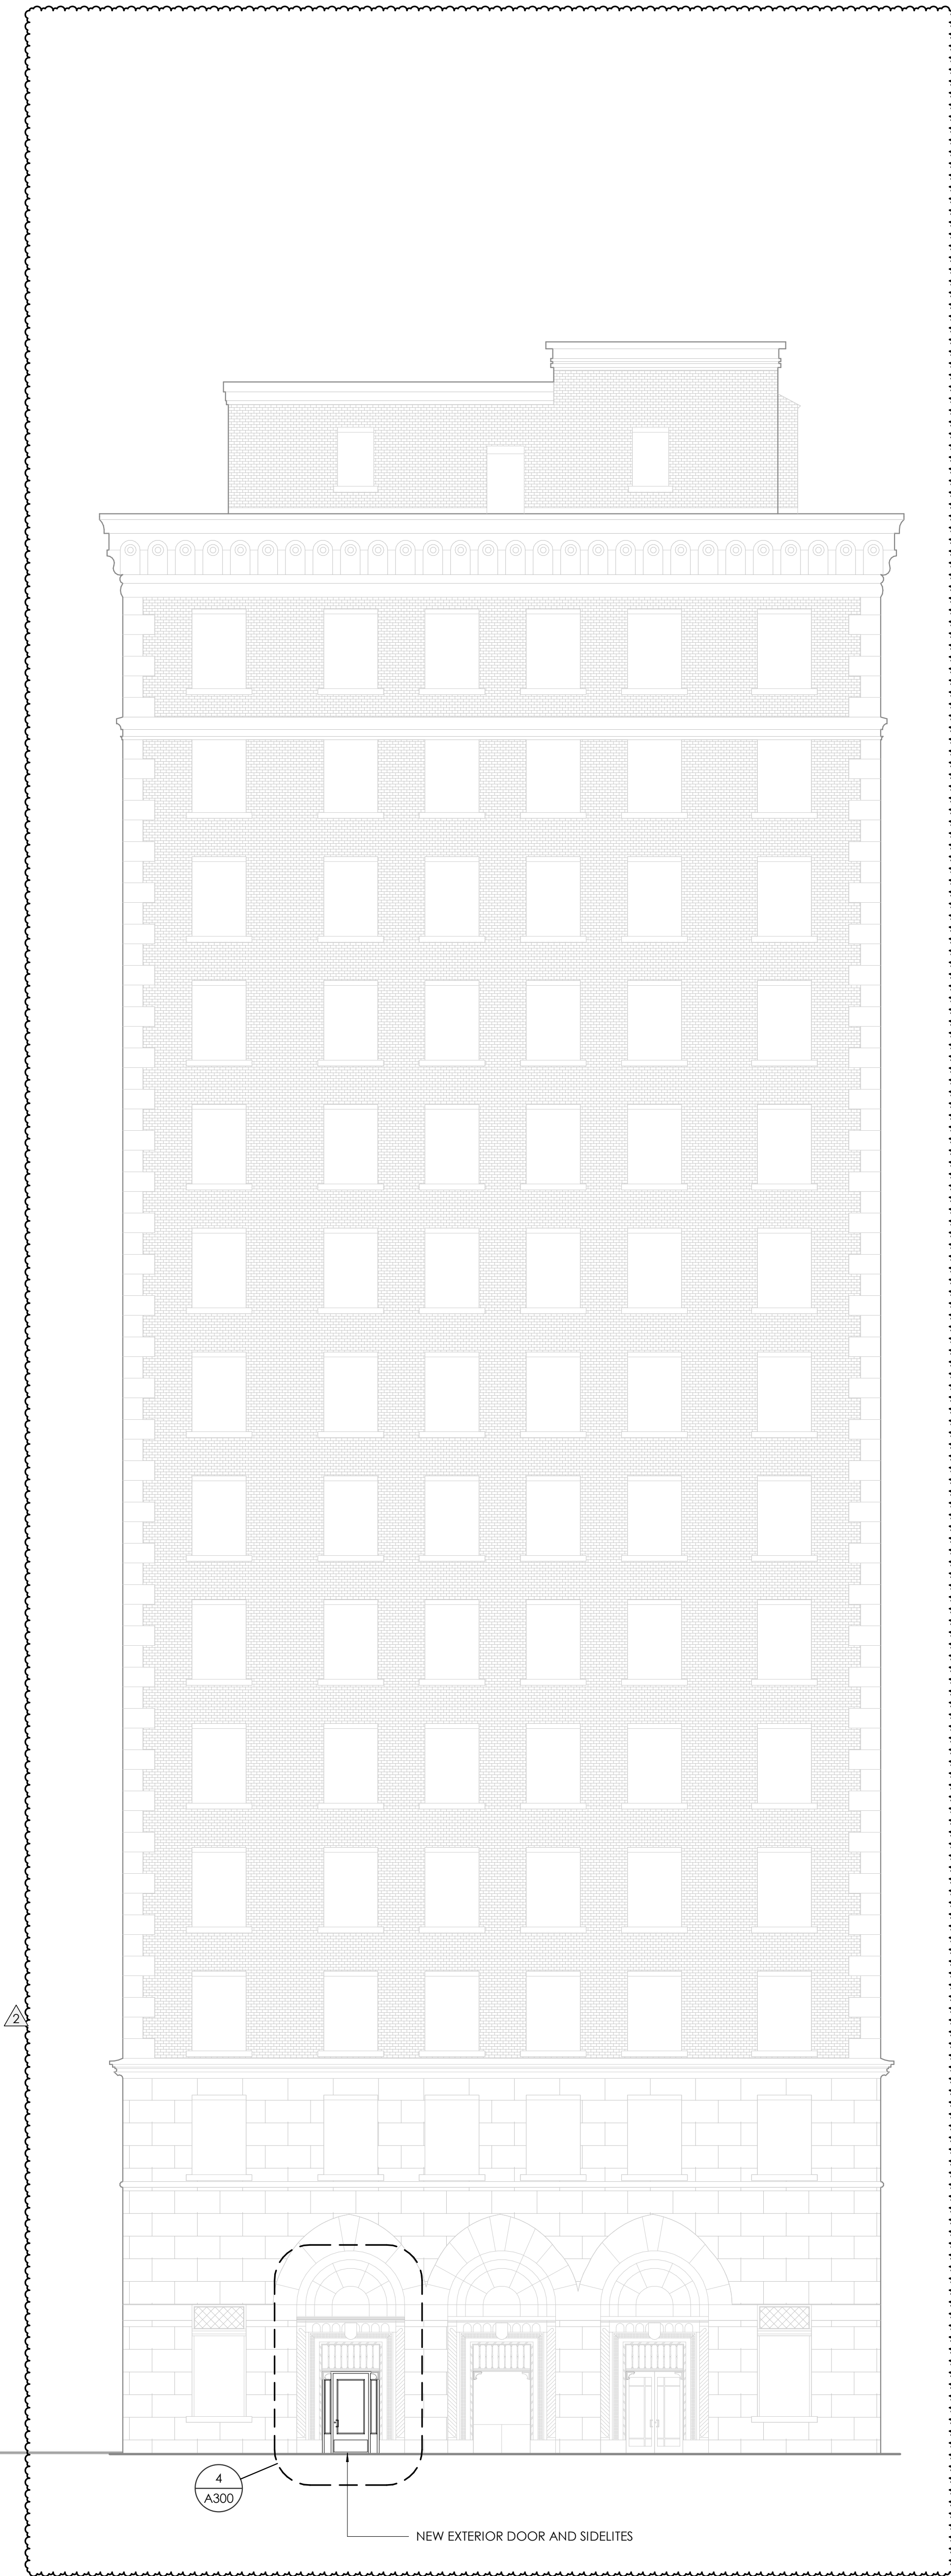 2
4
A300
NEW EXTERIOR DOOR AND SIDELITES